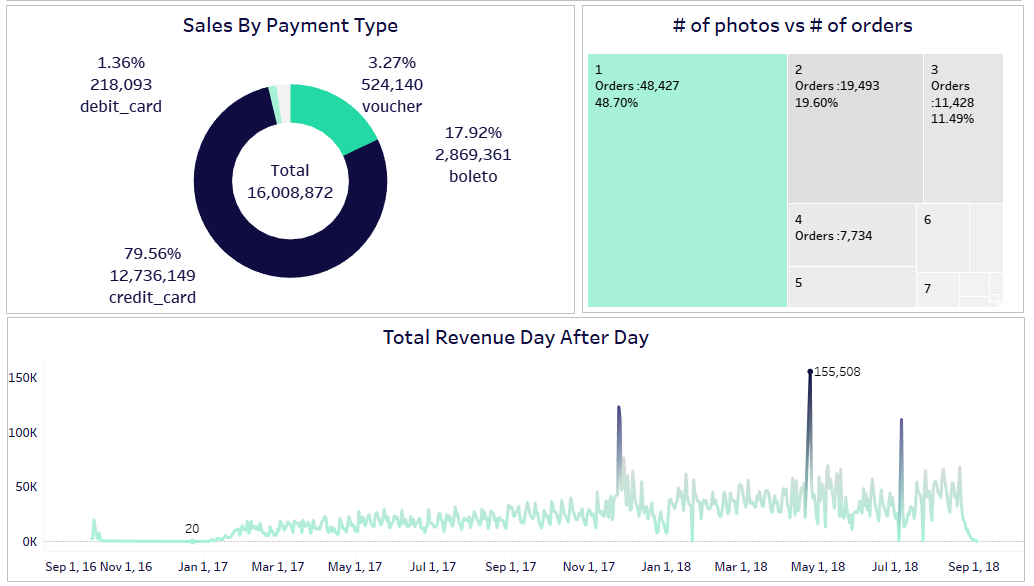 Sales By Payment Type
1.36%
218,093
debit_card
3.27%
524,140
voucher
17.92%
2,869,361
boleto
Total
16,008,872
79.56%
12,736,149
credit_card
# of photos vs # of orders
1
Orders :48,427
48.70%
2
Orders :19,493
19.60%
3
Orders
:11,428
11.49%
4
Orders :7,734
5
6
7
Total Revenue Day After Day
150K
100K
50K
0K
155,508
20
Sep 1, 16 Nov 1, 16 Jan 1, 17 Mar 1, 17 May 1, 17 Jul 1, 17 Sep 1, 17 Nov 1, 17 Jan 1, 18 Mar 1, 18 May 1, 18 Jul 1, 18 Sep 1, 18